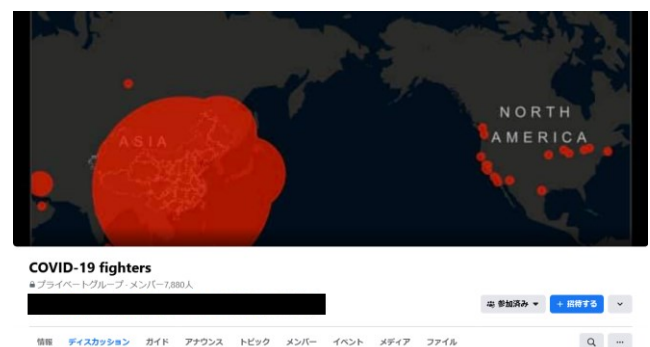 NORTH
ASIA
AMERICA
COVID-19 fighters
プライベートグループ・メンバー7,880人
参加済み
+ 招待する
情報 ディスカッション ガイド アナウンス トピック メンバー イベント メディア ファイル